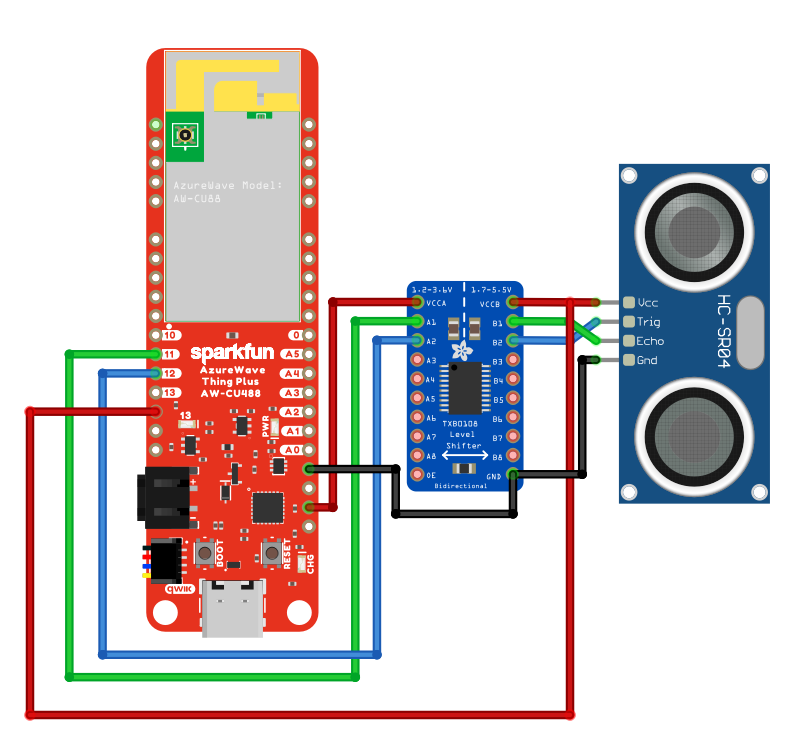 AzureWave Model:
AW-CU88
10
11
12
13
0
A5
A4
A3
A2
A1
A0
sparkfun
AzureWave
Thing Plus
AW-CU488
13
PWR
BOOT
RESET
CHG
qwiic
1.2-3.6V
1.7-5.5V
VCCA
VCCB
A1
B1
A2
B2
A3
B3
A4
B4
A5
B5
A6
B6
A7
B7
A8
B8
OE
GND
TXB0108
Level
Shifter
Bidirectional
Vcc
Trig
Echo
Gnd
HC-SR04
+
-